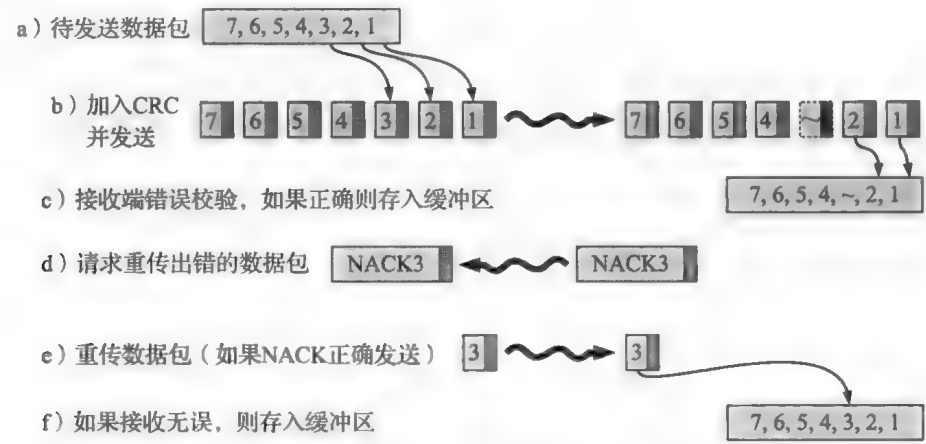 a）待发送数据包 7, 6, 5, 4, 3, 2, 1
b）加入CRC 7 6 5 4 3 2 1 7 6 5 4 ~ 2 1
并发送
c）接收端错误校验，如果正确则存入缓冲区 7, 6, 5, 4, ~, 2, 1
d）请求重传出错的数据包 NACK3 NACK3
e）重传数据包（如果NACK正确发送） 3 3
f）如果接收无误，则存入缓冲区 7, 6, 5, 4, 3, 2, 1